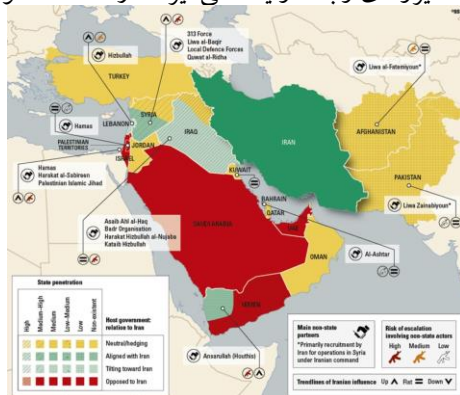 313 Force
Liwa al-Baqir
Local Defence Forces
Quwat al-Ridha
Hizbullah
Liwa al-Fatemiyoun*
TURKEY
SYRIA
LEBANON
Hamas
PALESTINIAN
TERRITORIES
ISRAEL
JORDAN
IRAQ
IRAN
AFGHANISTAN
PAKISTAN
KUWAIT
Hamas
Harakat al-Sabireen
Palestinian Islamic Jihad
BAHRAIN
QATAR
Liwa Zainabiyoun*
SAUDI ARABIA
UAE
Asaib Ahl al-Haq
Badr Organisation
Harakat Hizbullah al-Nujaba
Kataib Hizbullah
OMAN
Al-Ashtar
YEMEN
Ansarullah (Houthis)
State penetration
High
Medium-High
Medium
Low-Medium
Low
Non-existent
Host government:
relation to Iran
Neutral/hedging
Aligned with Iran
Tilting toward Iran
Opposed to Iran
Main non-state
partners
*Primarily recruitment by
Iran for operations in Syria
under Iranian command
Risk of escalation
involving non-state actors
High Medium Low
Trendlines of Iranian influence Up Flat Down